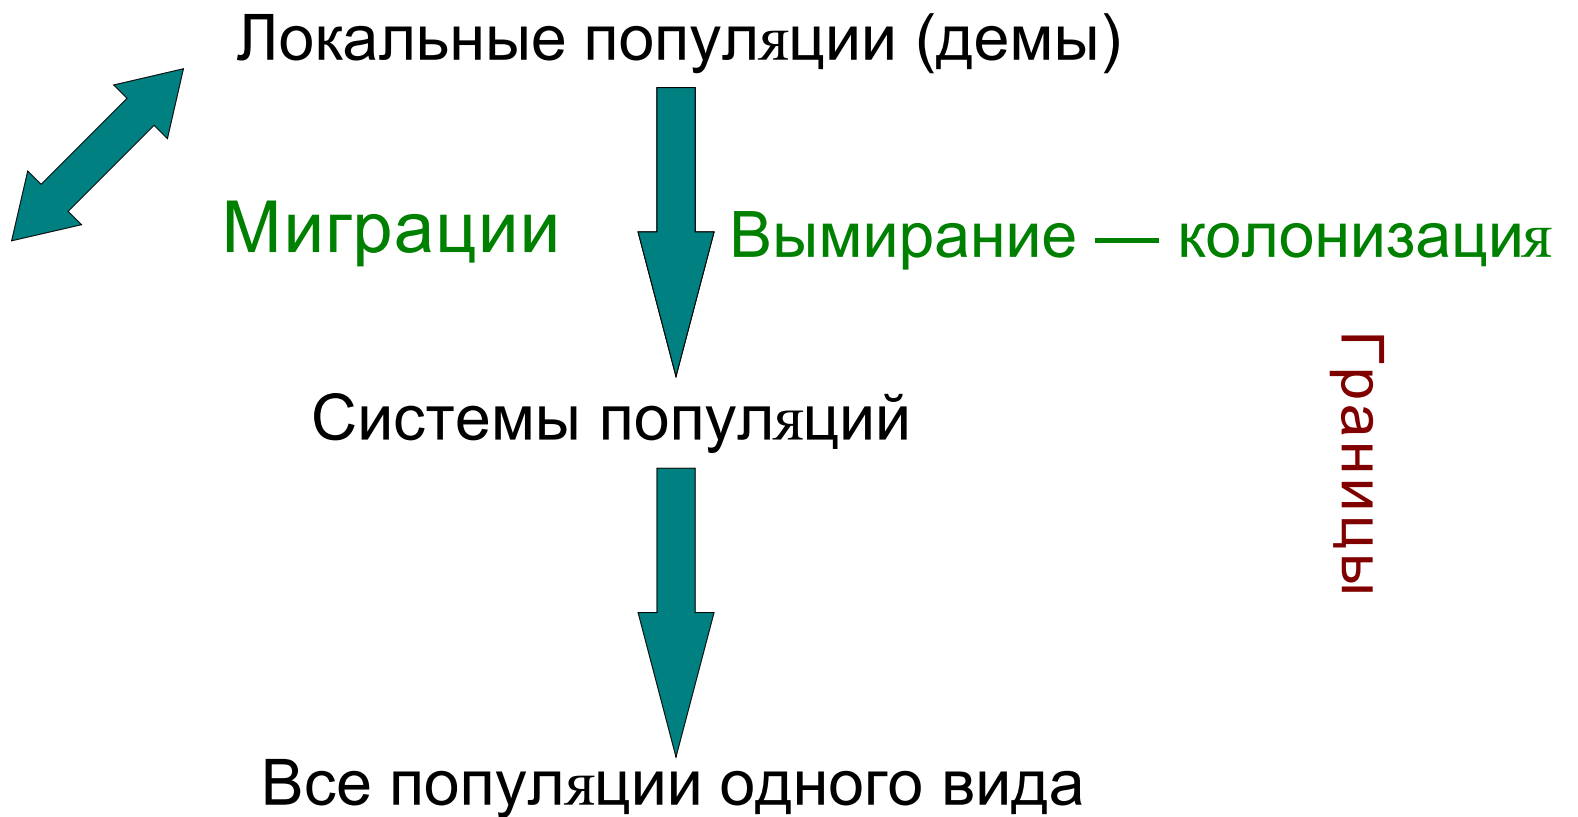 Локальные популяции (демы)
Миграции
Вымирание — колонизация
Границы
Системы популяций
Все популяции одного вида